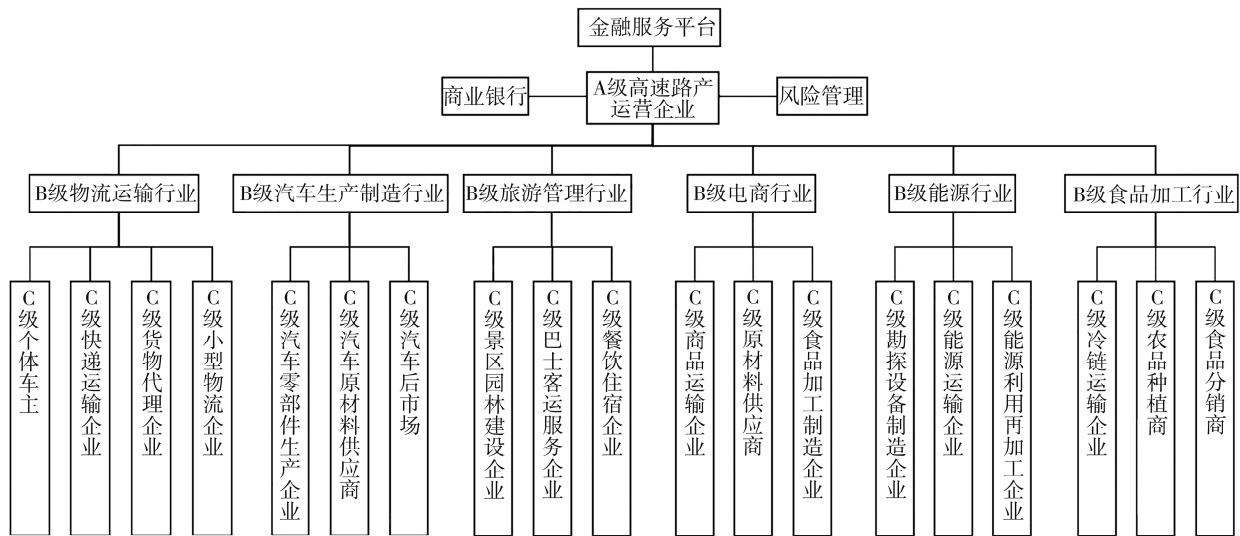 金融服务平台
商业银行
A级高速路产
运营企业
风险管理
B级物流运输行业
B级汽车生产制造行业
B级旅游管理行业
B级电商行业
B级能源行业
B级食品加工行业
C级个体车主
C级快递运输企业
C级货物代理企业
C级小型物流企业
C级汽车零部件生产企业
C级汽车原材料供应商
C级汽车后市场
C级景区园林建设企业
C级巴士客运服务企业
C级餐饮住宿企业
C级商品运输企业
C级原材料供应商
C级食品加工制造企业
C级勘探设备制造企业
C级能源运输企业
C级能源利用再加工企业
C级冷链运输企业
C级农品种植商
C级食品分销商